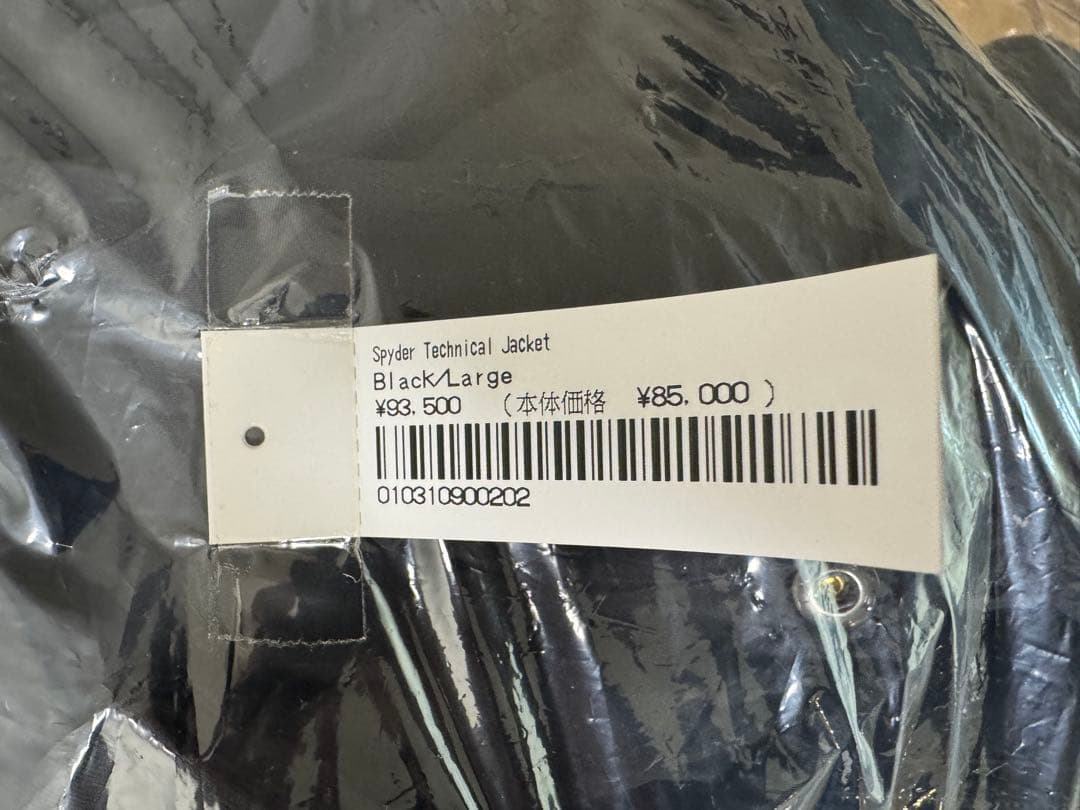 Spyder Technical Jacket
Black/Large
¥93,500 (本体価格 ¥85,000 )
010310900202